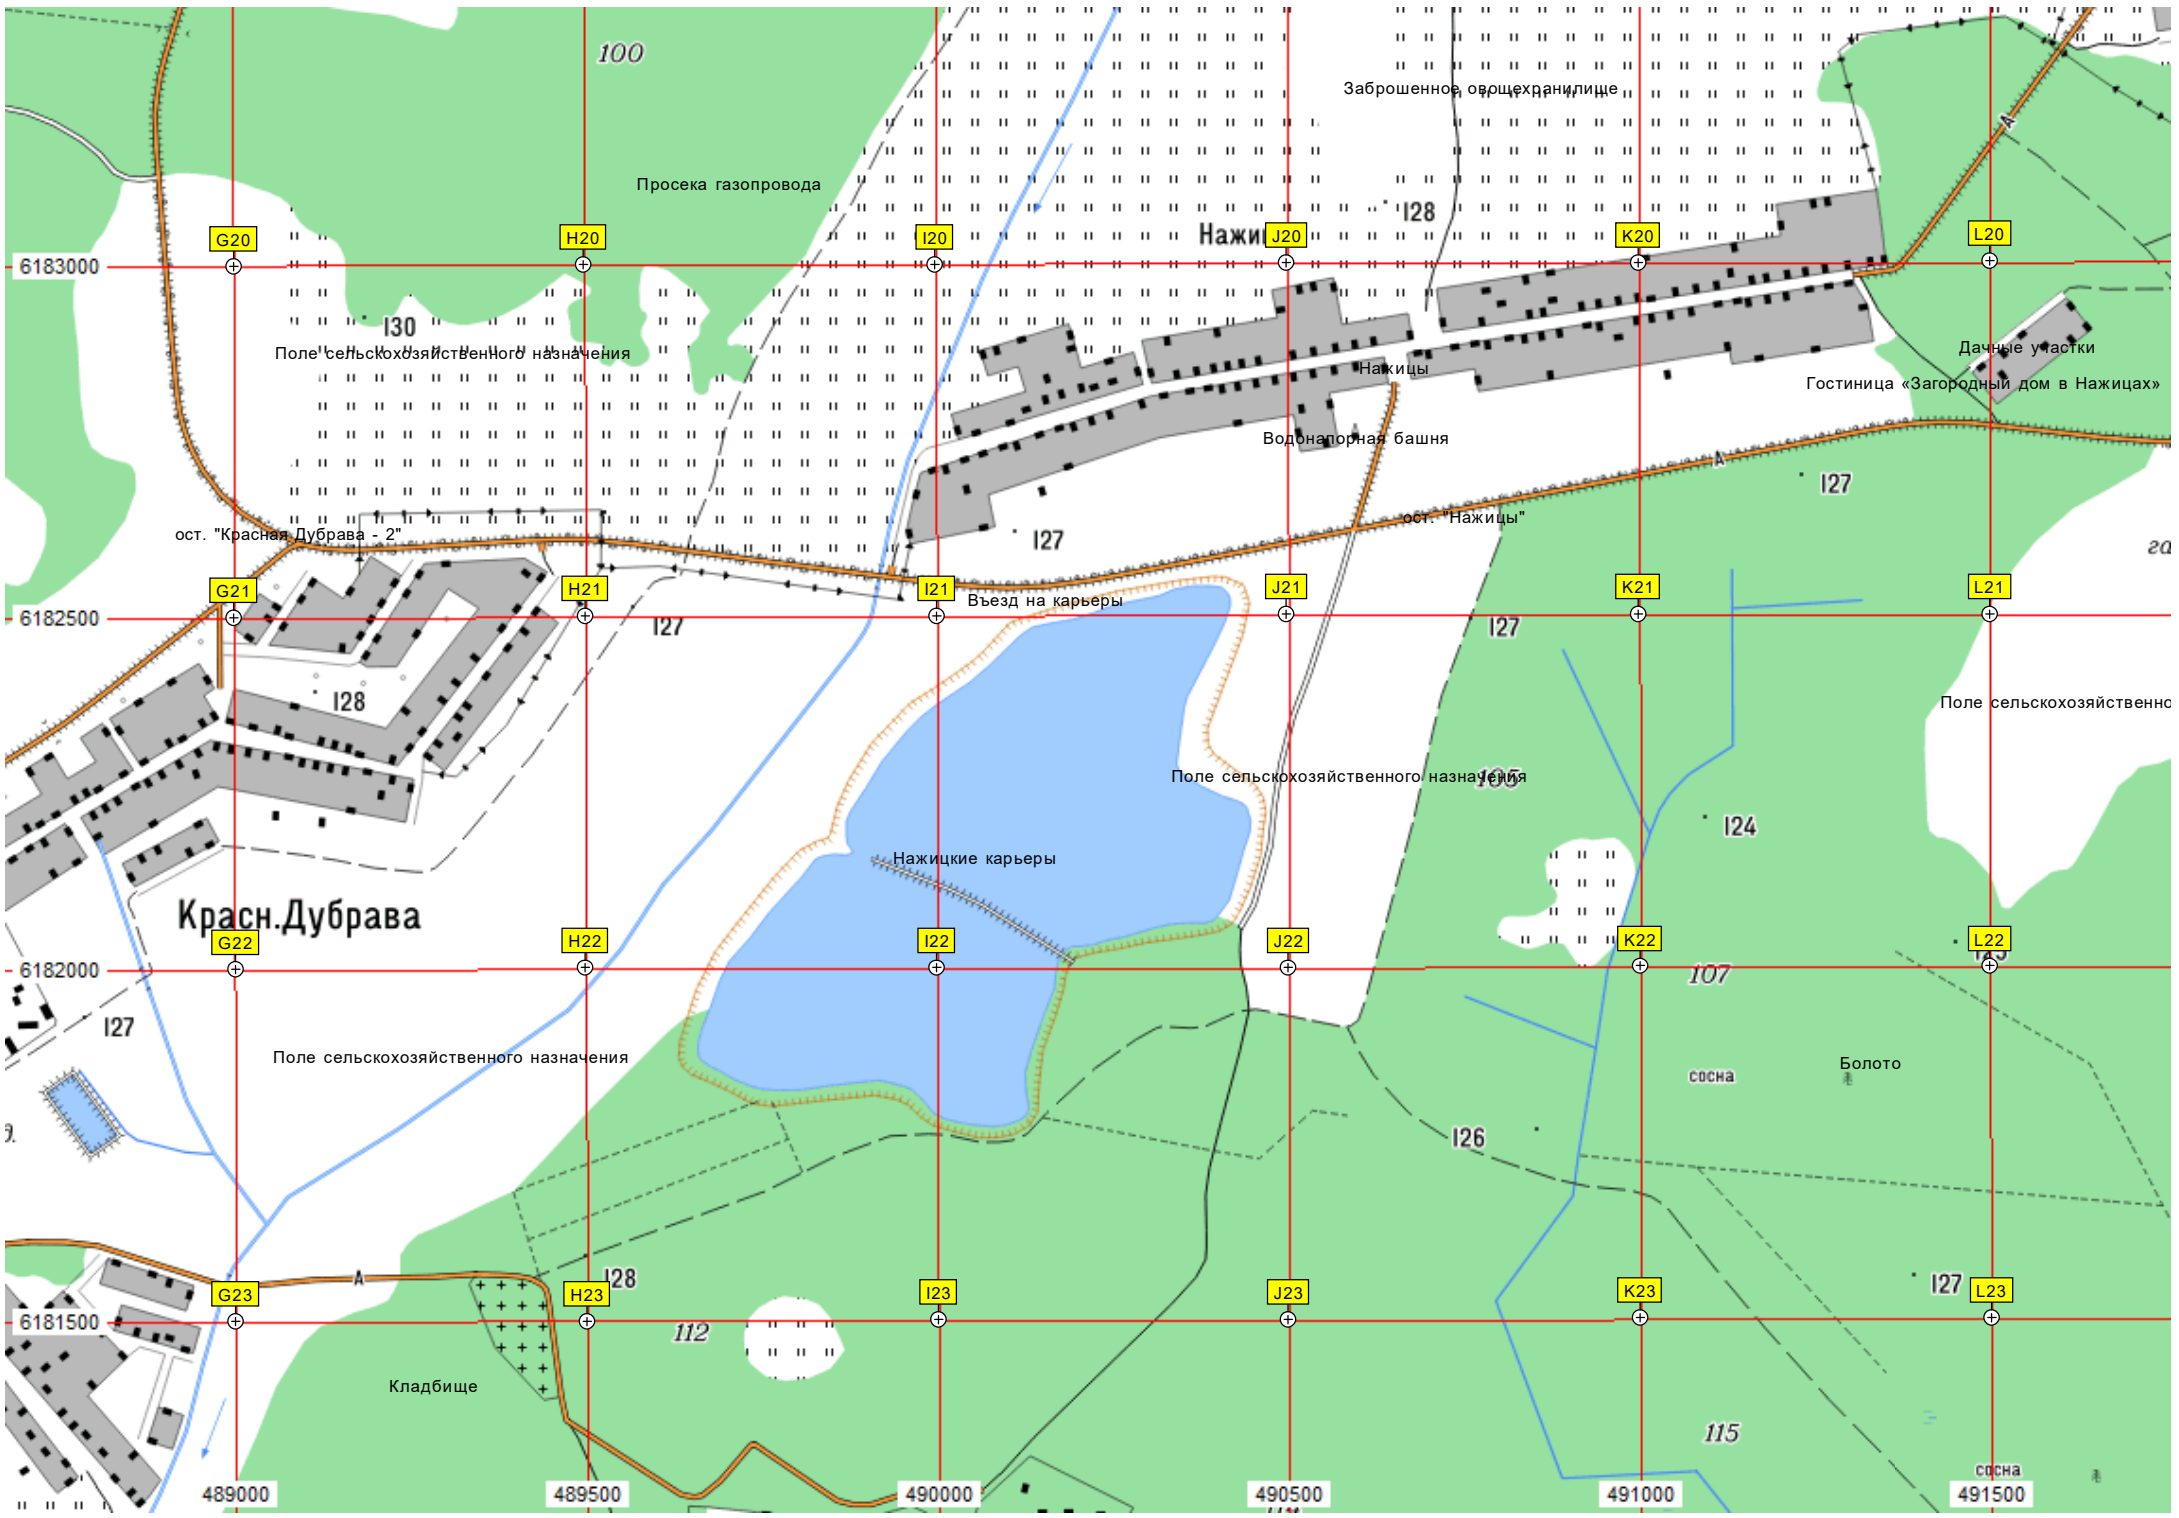 100
Заброшенное овощехранилище
A
Просека газопровода
128
Нажи
G20
H20
I20
J20
K20
L20
6183000
130
Поле сельскохозяйственного назначения
Дачные участки
Нажицы
Гостиница «Загородный дом в Нажицах»
Водонапорная башня
A
127
ост. "Нажицы"
ост. "Красная Дубрава - 2"
127
га
G21
H21
I21
J21
K21
L21
Въезд на карьеры
6182500
127
127
128
Поле сельскохозяйственно
Поле сельскохозяйственного назначения
105
124
Нажицкие карьеры
Красн.Дубрава
G22
H22
I22
J22
K22
L22
6182000
107
127
Поле сельскохозяйственного назначения
Болото
сосна
д.
126
A
128
127
G23
H23
I23
J23
K23
L23
6181500
112
Кладбище
115
сосна
489000
489500
490000
490500
491000
491500